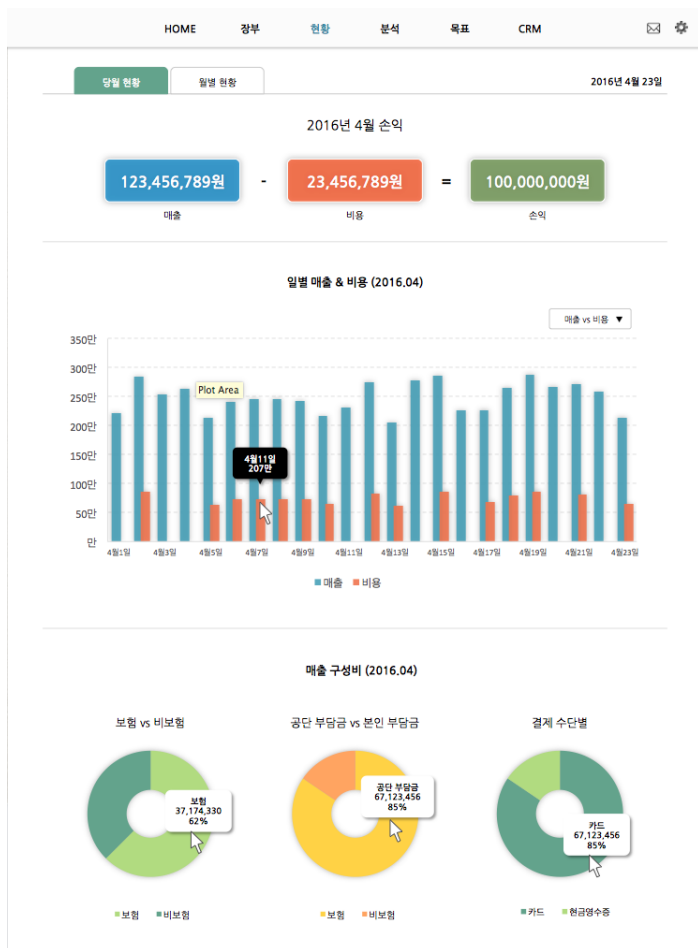 HOME 장부 현황 분석 목표 CRM
당월 현황 월별 현황 2016년 4월 23일
2016년 4월 손익
123,456,789원 - 23,456,789원 = 100,000,000원
매출 비용 손익
일별 매출 & 비용 (2016.04)
매출 vs 비용 ▼
350만
300만
250만
200만
150만
100만
50만
만
Plot Area
4월11일
207만
4월1일 4월3일 4월5일 4월7일 4월9일 4월11일 4월13일 4월15일 4월17일 4월19일 4월21일 4월23일
매출 비용
매출 구성비 (2016.04)
보험 vs 비보험 공단 부담금 vs 본인 부담금 결제 수단별
보험
37,174,330
62%
공단 부담금
67,123,456
85%
카드
67,123,456
85%
보험 비보험 보험 비보험 카드 현금영수증